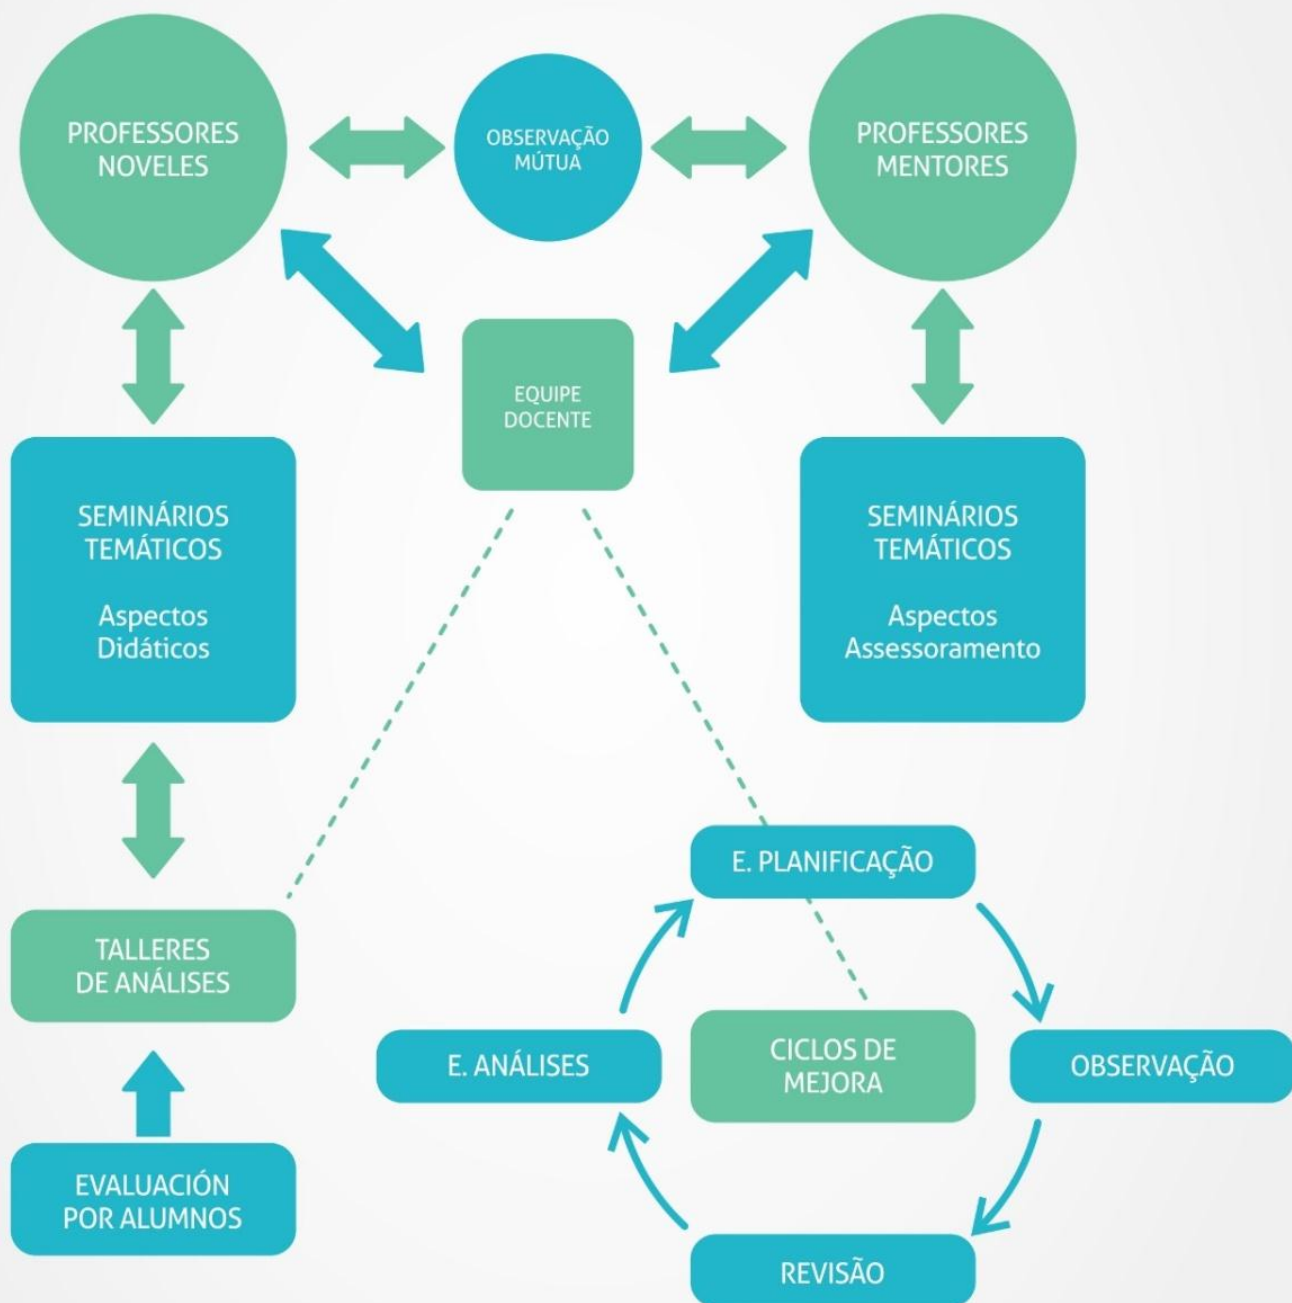 PROFESSORES
NOVELES
OBSERVAÇÃO
MÚTUA
PROFESSORES
MENTORES
EQUIPE
DOCENTE
SEMINÁRIOS
TEMÁTICOS
Aspectos
Didáticos
SEMINÁRIOS
TEMÁTICOS
Aspectos
Assessoramento
E. PLANIFICAÇÃO
TALLERES
DE ANÁLISES
E. ANÁLISES
CICLOS DE
MEJORA
OBSERVAÇÃO
EVALUACIÓN
POR ALUMNOS
REVISÃO